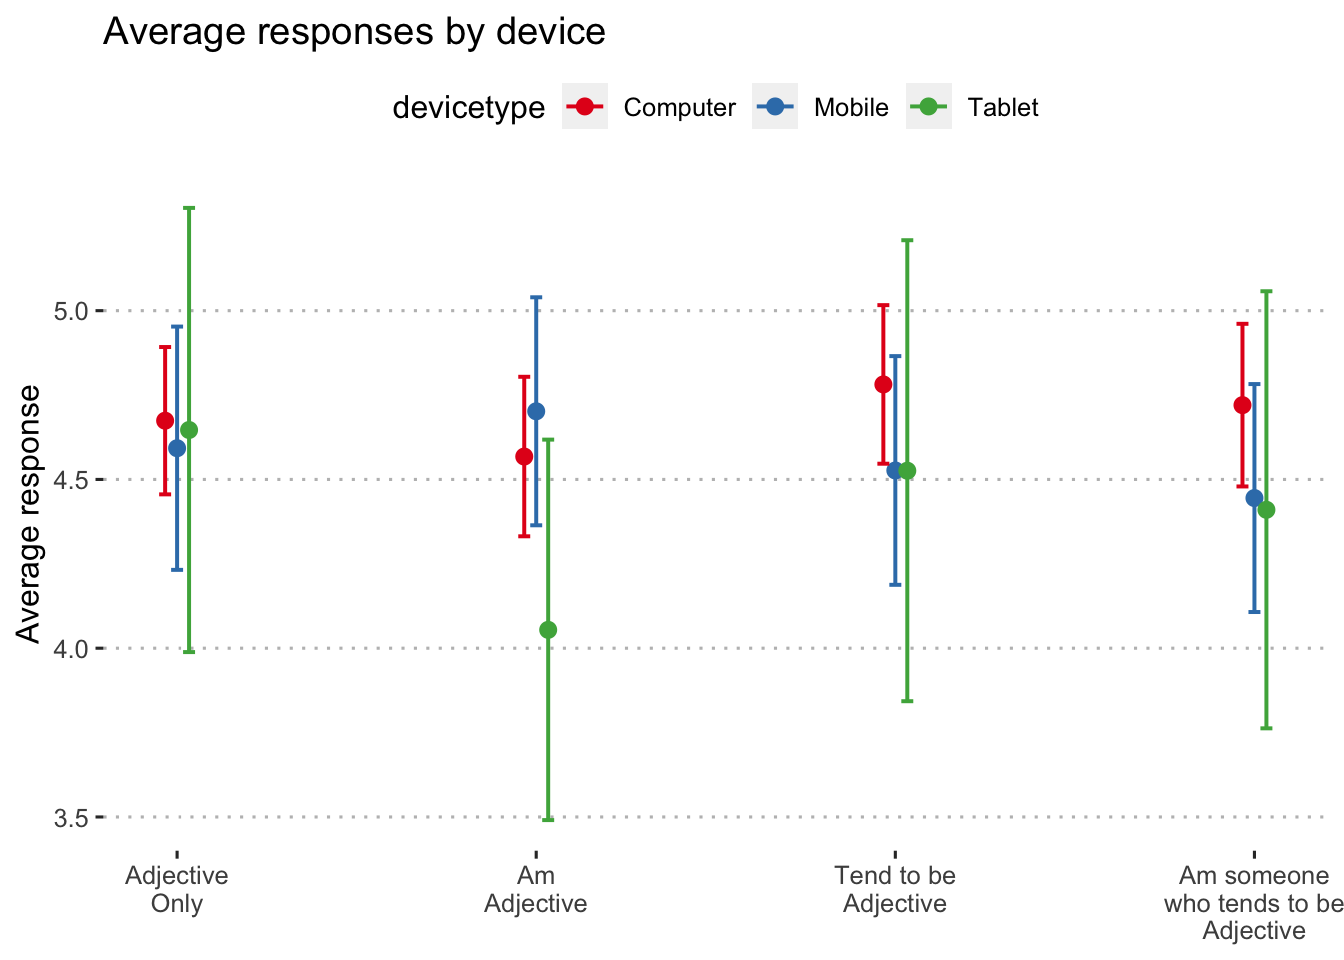 Average responses by device
devicetype Computer Mobile Tablet
Average response
5.0
4.5
4.0
3.5
Adjective
Only
Am
Adjective
Tend to be
Adjective
Am someone
who tends to be
Adjective